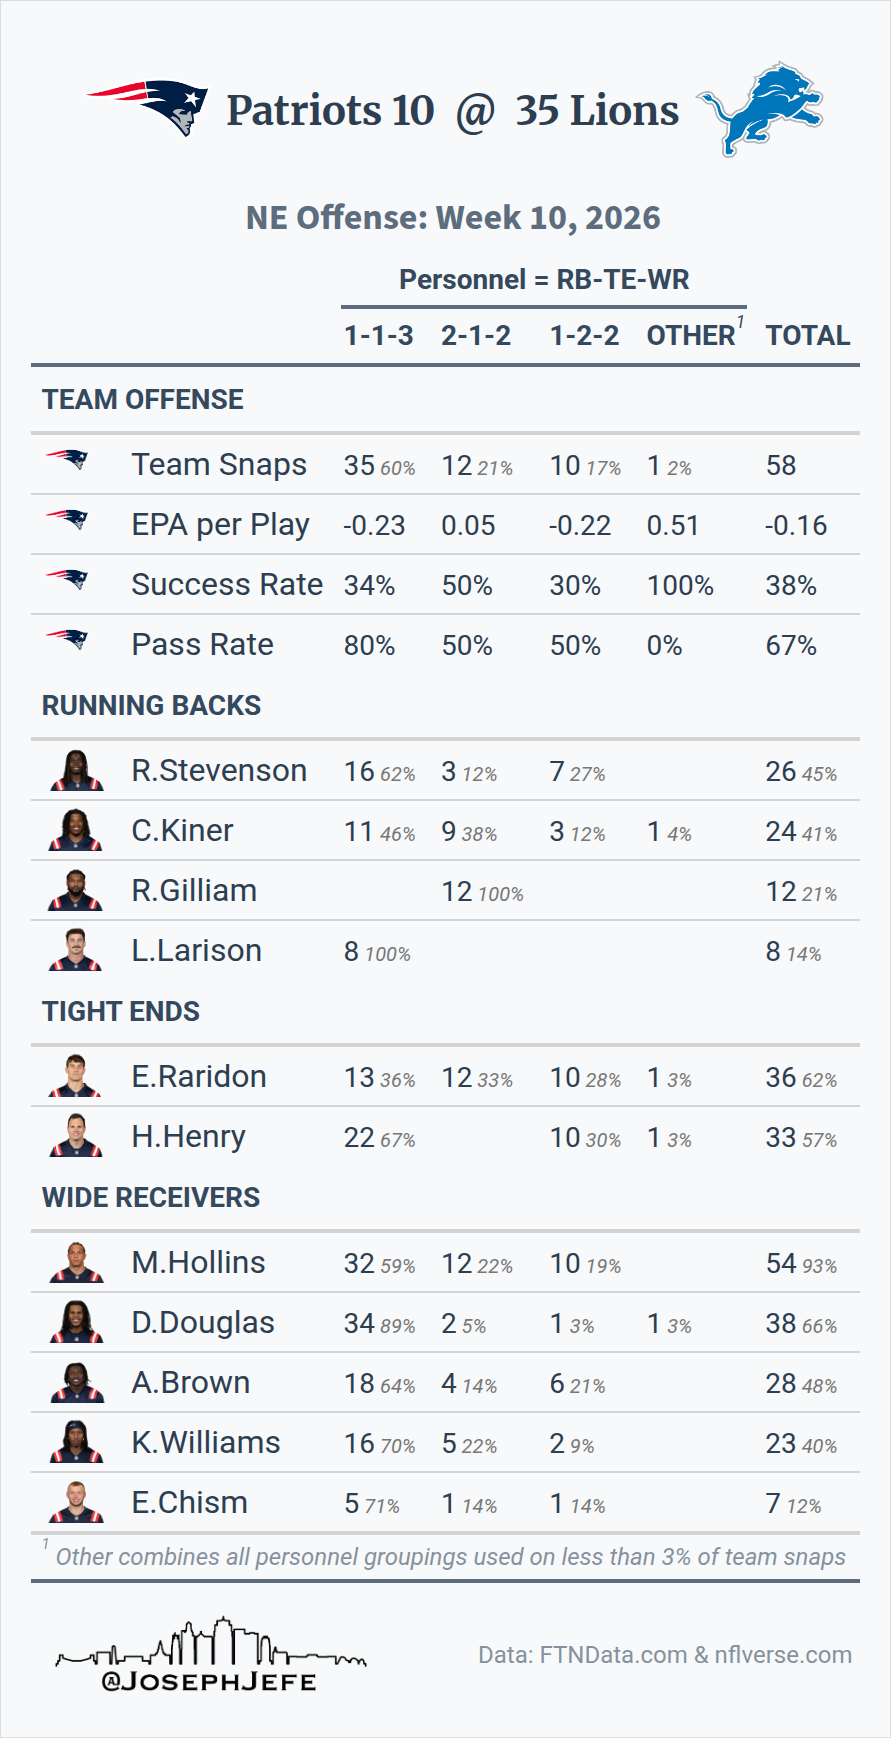 Patriots 10 @ 35 Lions
NE Offense: Week 10, 2026
Personnel = RB-TE-WR
1-1-3 2-1-2 1-2-2 OTHER1 TOTAL
TEAM OFFENSE
Team Snaps 35 60% 12 21% 10 17% 1 2% 58
EPA per Play -0.23 0.05 -0.22 0.51 -0.16
Success Rate 34% 50% 30% 100% 38%
Pass Rate 80% 50% 50% 0% 67%
RUNNING BACKS
R.Stevenson 16 62% 3 12% 7 27% 26 45%
C.Kiner 11 46% 9 38% 3 12% 1 4% 24 41%
R.Gilliam 12 100% 12 21%
L.Larison 8 100% 8 14%
TIGHT ENDS
E.Raridon 13 36% 12 33% 10 28% 1 3% 36 62%
H.Henry 22 67% 10 30% 1 3% 33 57%
WIDE RECEIVERS
M.Hollins 32 59% 12 22% 10 19% 54 93%
D.Douglas 34 89% 2 5% 1 3% 1 3% 38 66%
A.Brown 18 64% 4 14% 6 21% 28 48%
K.Williams 16 70% 5 22% 2 9% 23 40%
E.Chism 5 71% 1 14% 1 14% 7 12%
1 Other combines all personnel groupings used on less than 3% of team snaps
@JosephJefe
Data: FTNData.com & nflverse.com